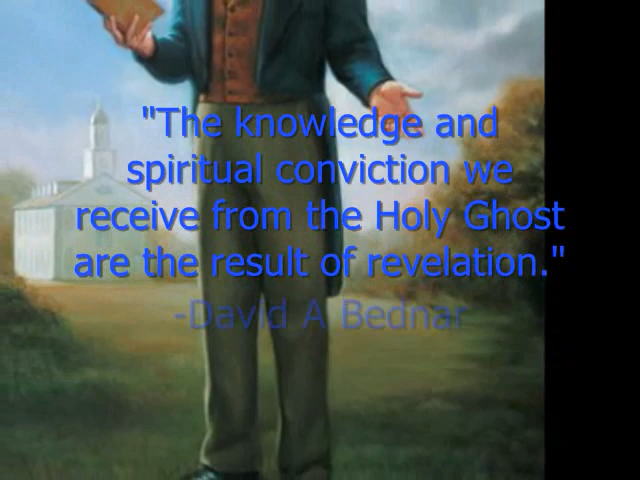 "The knowledge and
spiritual conviction we
receive from the Holy Ghost
are the result of revelation."
-David A Bednar